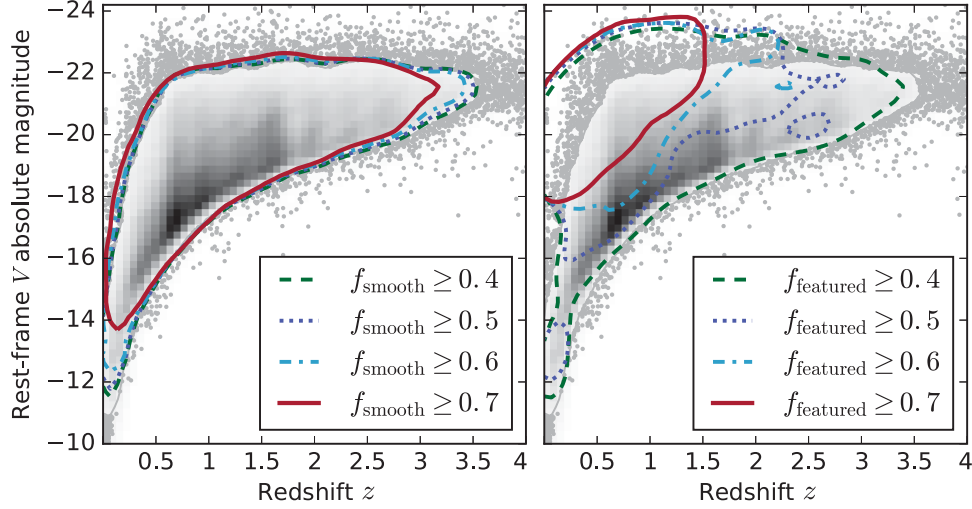 Rest-frame V absolute magnitude
−24
−22
−20
−18
−16
−14
−12
−10
0.5 1 1.5 2 2.5 3 3.5 4
Redshift z
f_smooth ≥ 0.4
f_smooth ≥ 0.5
f_smooth ≥ 0.6
f_smooth ≥ 0.7
0.5 1 1.5 2 2.5 3 3.5 4
Redshift z
f_featured ≥ 0.4
f_featured ≥ 0.5
f_featured ≥ 0.6
f_featured ≥ 0.7